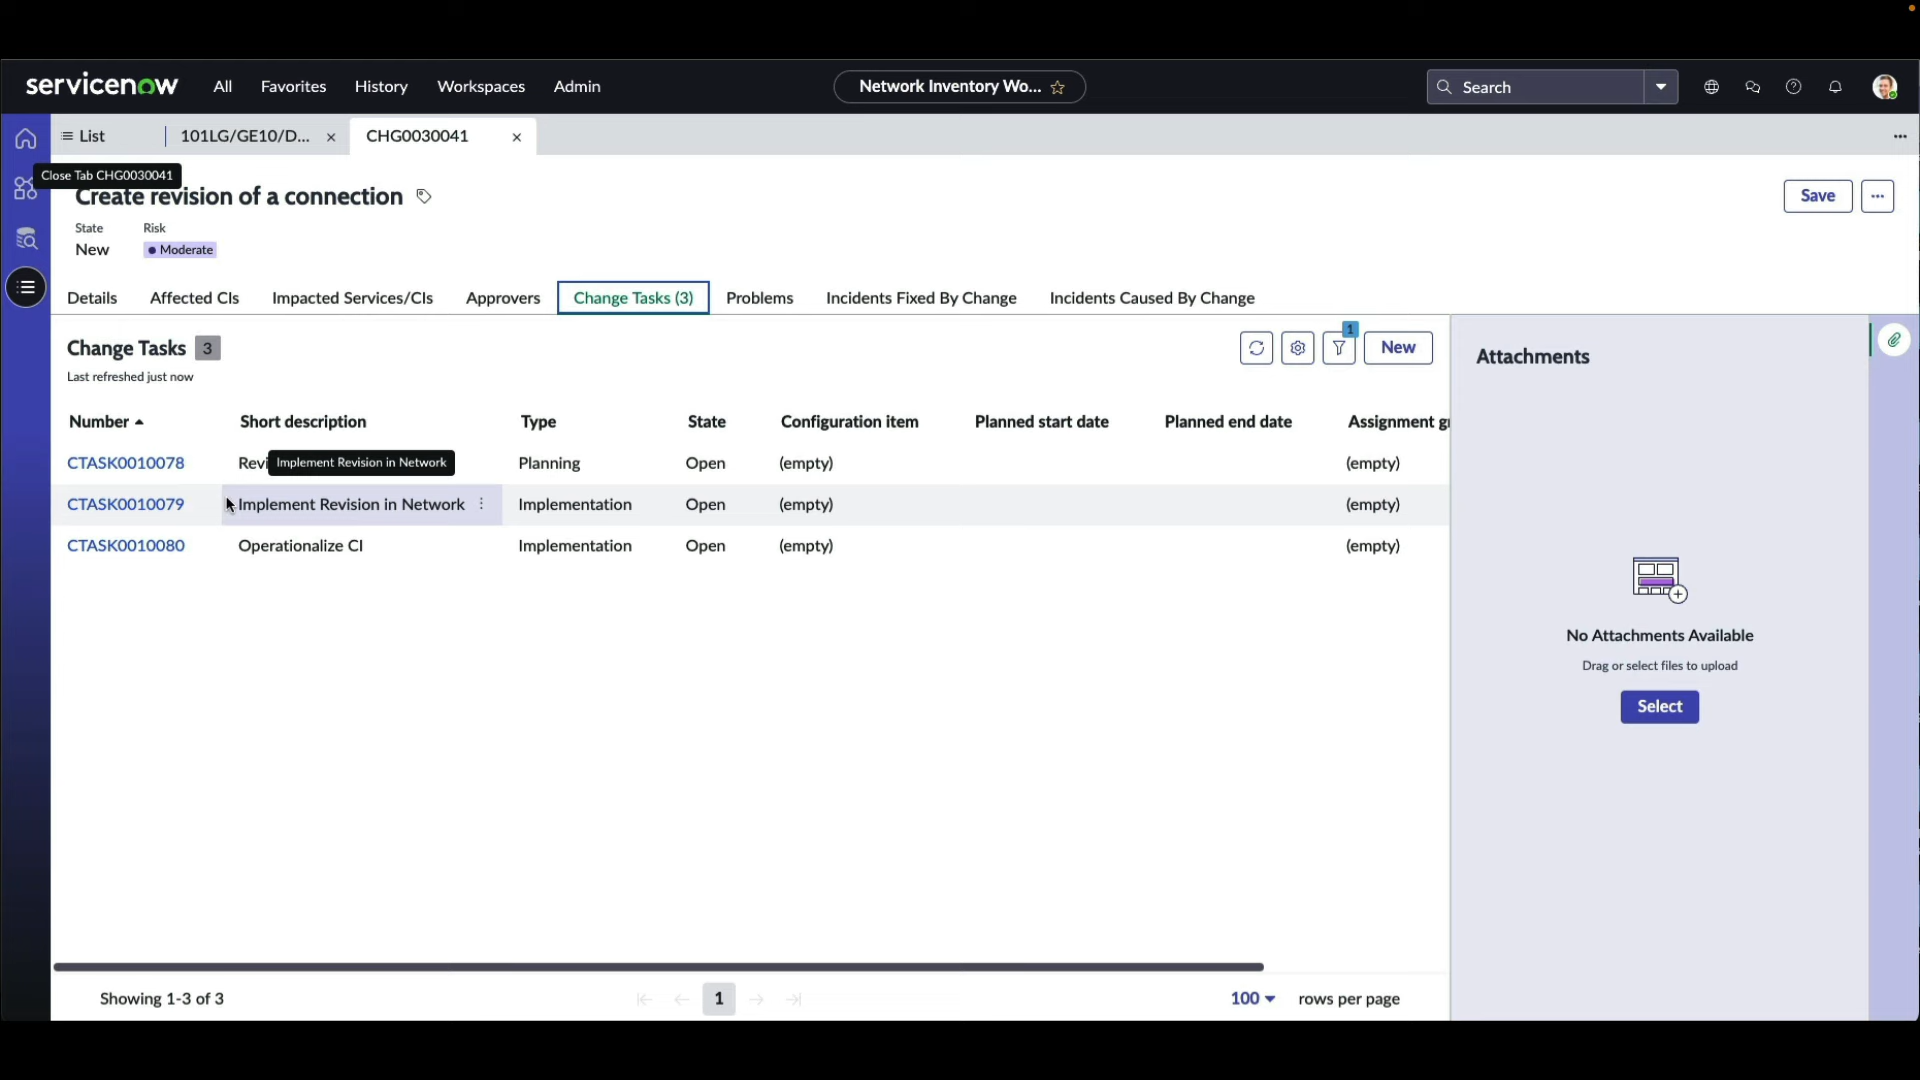 servicenow All Favorites History Workspaces Admin Network Inventory Wo... Search
List 101LG/GE10/D... CHG0030041
Close Tab CHG0030041
Create revision of a connection Save
State Risk
New Moderate
Details Affected CIs Impacted Services/CIs Approvers Change Tasks (3) Problems Incidents Fixed By Change Incidents Caused By Change
Change Tasks 3 1 New Attachments
Last refreshed just now
Number Short description Type State Configuration item Planned start date Planned end date Assignment
CTASK0010078 Implement Revision in Network Planning Open (empty) (empty)
CTASK0010079 Implement Revision in Network Implementation Open (empty) (empty)
CTASK0010080 Operationalize CI Implementation Open (empty) (empty)
No Attachments Available
Drag or select files to upload
Select
Showing 1-3 of 3 1 100 rows per page